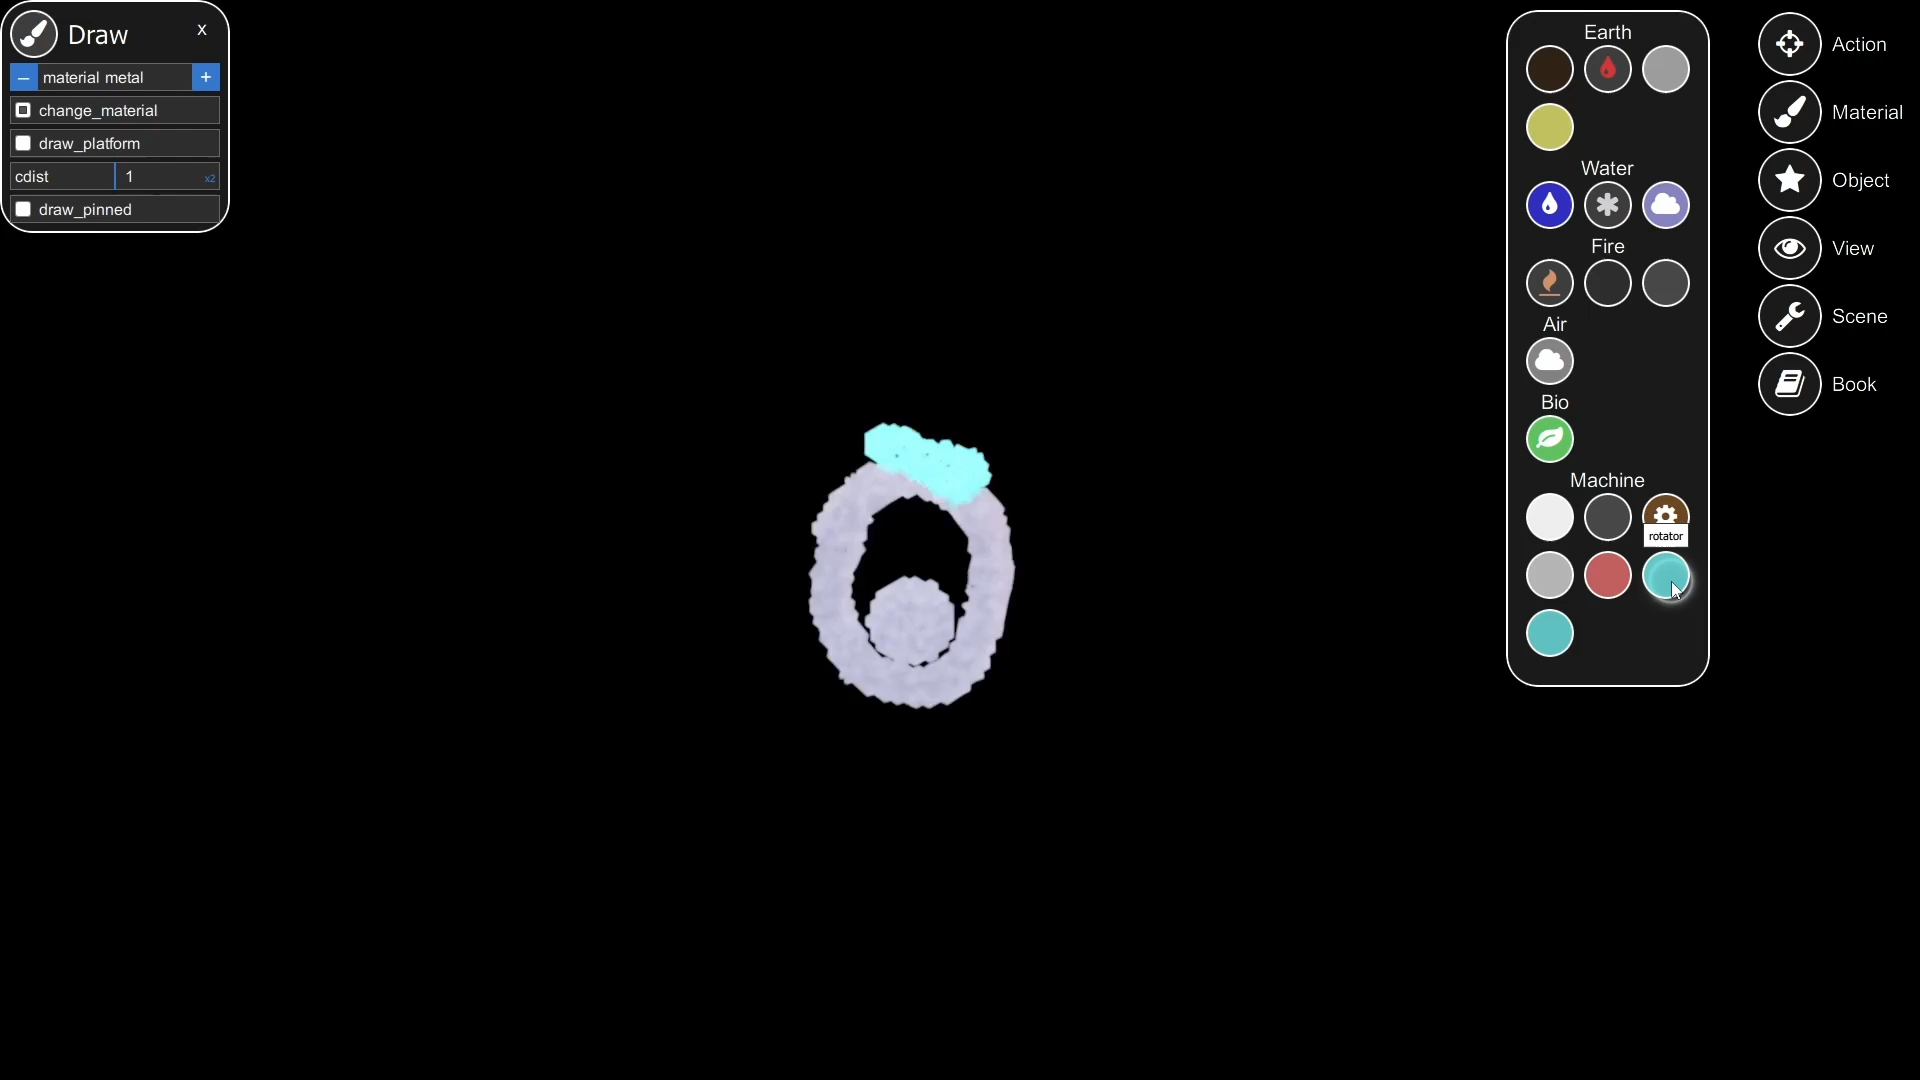 Draw
x
– material metal +
change_material
draw_platform
cdist 1 x2
draw_pinned
Earth
Water
Fire
Air
Bio
Machine
rotator
Action
Material
Object
View
Scene
Book